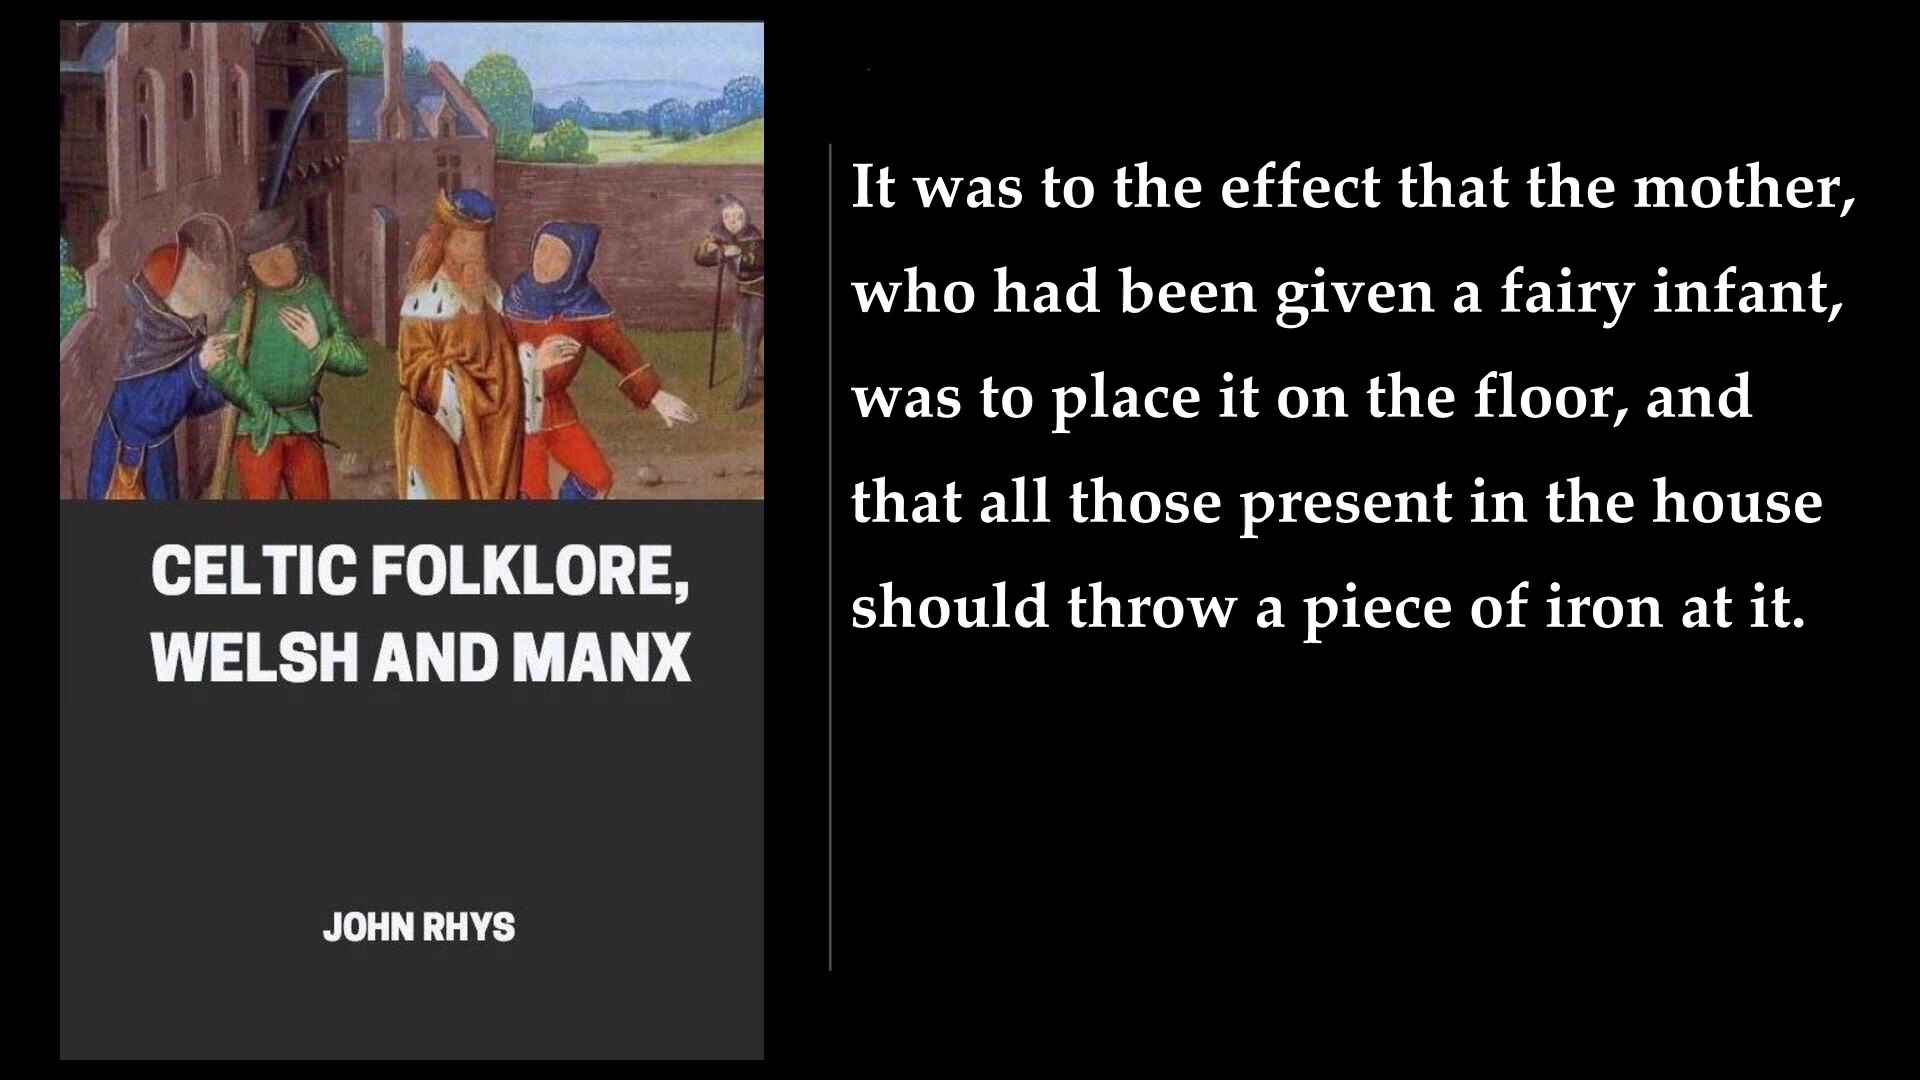 CELTIC FOLKLORE,
WELSH AND MANX
JOHN RHYS
It was to the effect that the mother,
who had been given a fairy infant,
was to place it on the floor, and
that all those present in the house
should throw a piece of iron at it.